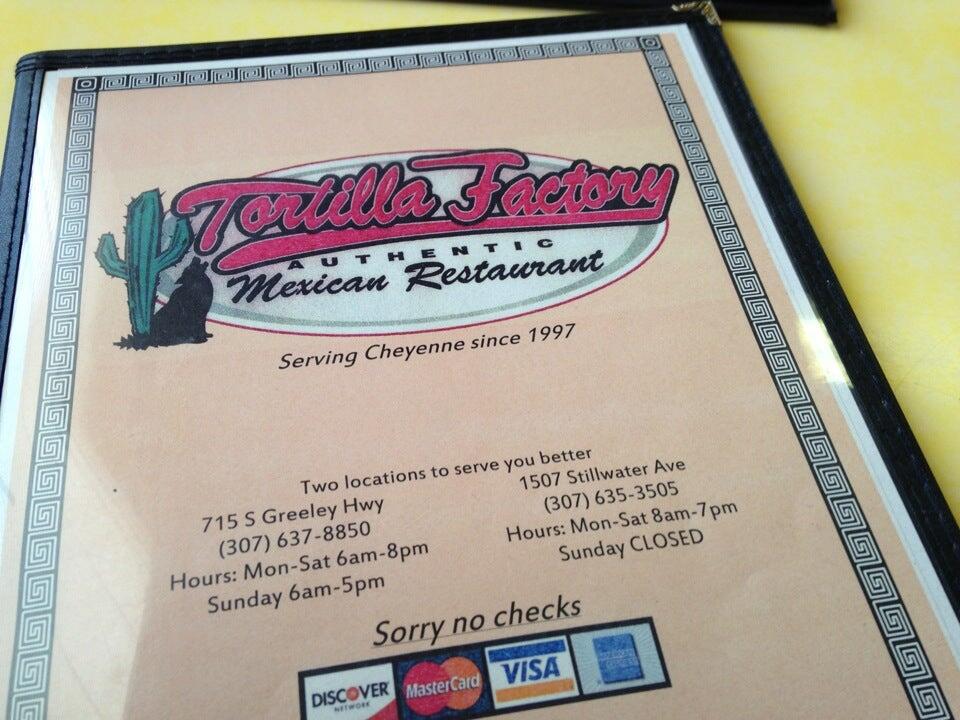 Tortilla Factory
AUTHENTIC
Mexican Restaurant
Serving Cheyenne since 1997
Two locations to serve you better
715 S Greeley Hwy
(307) 637-8850
Hours: Mon-Sat 6am-8pm
Sunday 6am-5pm
1507 Stillwater Ave
(307) 635-3505
Hours: Mon-Sat 8am-7pm
Sunday CLOSED
Sorry no checks
DISCOVER
NETWORK
MasterCard
VISA
AMERICAN
EXPRESS